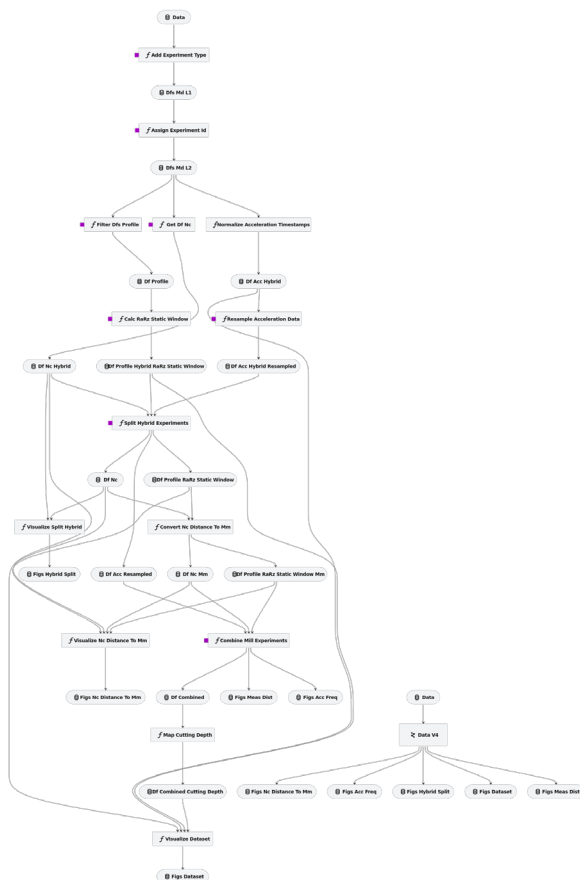 Data
Add Experiment Type
Dfs Md L1
Assign Experiment Id
Dfs Md L2
Filter Dfs Profile
Get Df Nc
Normalize Acceleration Timestamps
Df Profile
Df Acc Hybrid
Calc RaRz Static Window
Resample Acceleration Data
Df Nc Hybrid
Df Profile Hybrid RaRz Static Window
Df Acc Hybrid Resampled
Split Hybrid Experiments
Df Nc
Df Profile RaRz Static Window
Visualize Split Hybrid
Convert Nc Distance To Mm
Figs Hybrid Split
Df Acc Resampled
Df Nc Mm
Df Profile RaRz Static Window Mm
Visualize Nc Distance To Mm
Combine Mill Experiments
Figs Nc Distance To Mm
Df Combined
Figs Meas Dist
Figs Acc Freq
Data
Map Cutting Depth
Data V4
Df Combined Cutting Depth
Figs Nc Distance To Mm
Figs Acc Freq
Figs Hybrid Split
Figs Dataset
Figs Meas Dist
Visualize Dataset
Figs Dataset